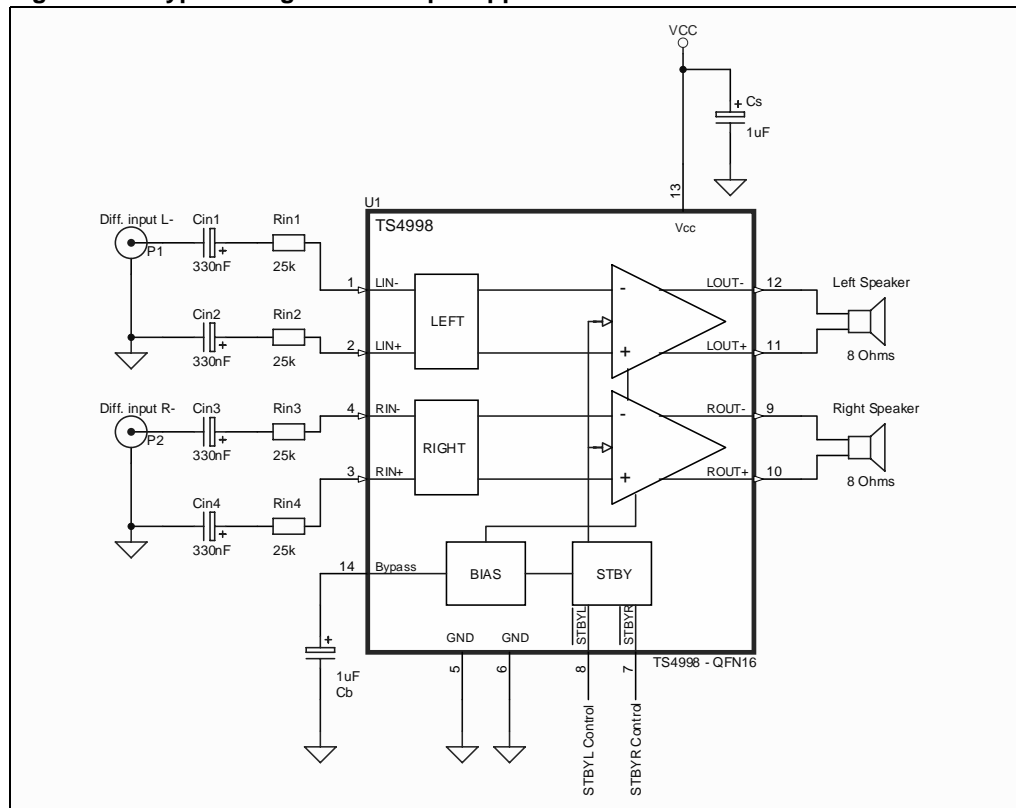 VCC
+ Cs
1uF
13
U1
TS4998
Vcc
Diff. input L-
P1
Cin1
+
330nF
Rin1
25k
1
LIN-
Cin2
+
330nF
Rin2
25k
2
LIN+
LEFT
-
+
LOUT-
12
LOUT+
11
Left Speaker
8 Ohms
Diff. input R-
P2
Cin3
+
330nF
Rin3
25k
4
RIN-
Cin4
+
330nF
Rin4
25k
3
RIN+
RIGHT
-
+
ROUT-
9
ROUT+
10
Right Speaker
8 Ohms
14
Bypass
BIAS
STBY
STBYL
STBYR
+
1uF
Cb
GND
GND
5
6
8
7
TS4998 - QFN16
STBYL Control
STBYR Control